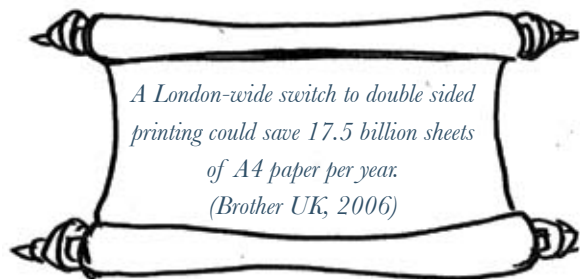 A London-wide switch to double sided
printing could save 17.5 billion sheets
of A4 paper per year.
(Brother UK, 2006)